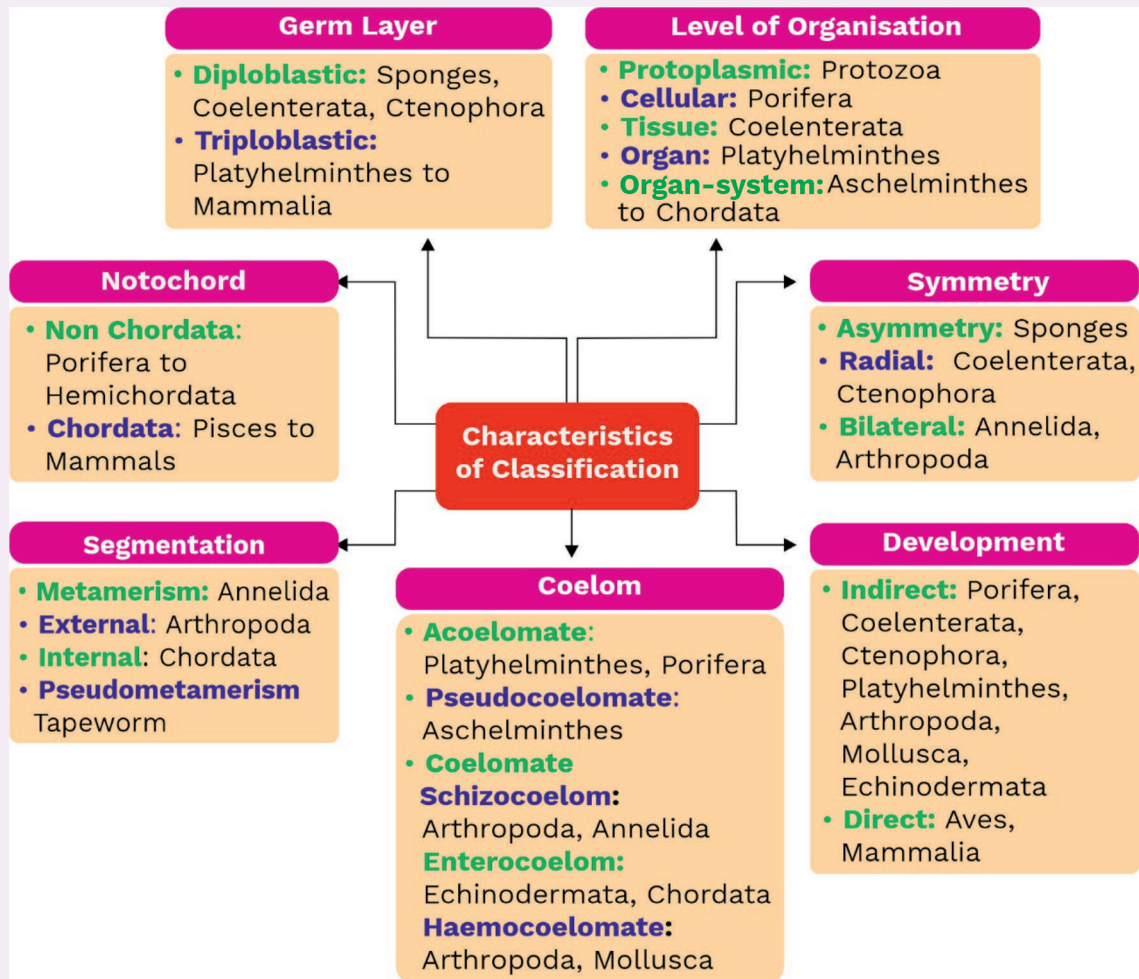 Germ Layer
• Diploblastic: Sponges,
Coelenterata, Ctenophora
• Triploblastic:
Platyhelminthes to
Mammalia
Level of Organisation
• Protoplasmic: Protozoa
• Cellular: Porifera
• Tissue: Coelenterata
• Organ: Platyhelminthes
• Organ-system: Aschelminthes
to Chordata
Notochord
• Non Chordata:
Porifera to
Hemichordata
• Chordata: Pisces to
Mammals
Characteristics
of Classification
Symmetry
• Asymmetry: Sponges
• Radial: Coelenterata,
Ctenophora
• Bilateral: Annelida,
Arthropoda
Segmentation
• Metamerism: Annelida
• External: Arthropoda
• Internal: Chordata
• Pseudometamerism
Tapeworm
Coelom
• Acoelomate:
Platyhelminthes, Porifera
• Pseudocoelomate:
Aschelminthes
• Coelomate
Schizocoelom:
Arthropoda, Annelida
Enterocoelom:
Echinodermata, Chordata
Haemocoelomate:
Arthropoda, Mollusca
Development
• Indirect: Porifera,
Coelenterata,
Ctenophora,
Platyhelminthes,
Arthropoda,
Mollusca,
Echinodermata
• Direct: Aves,
Mammalia